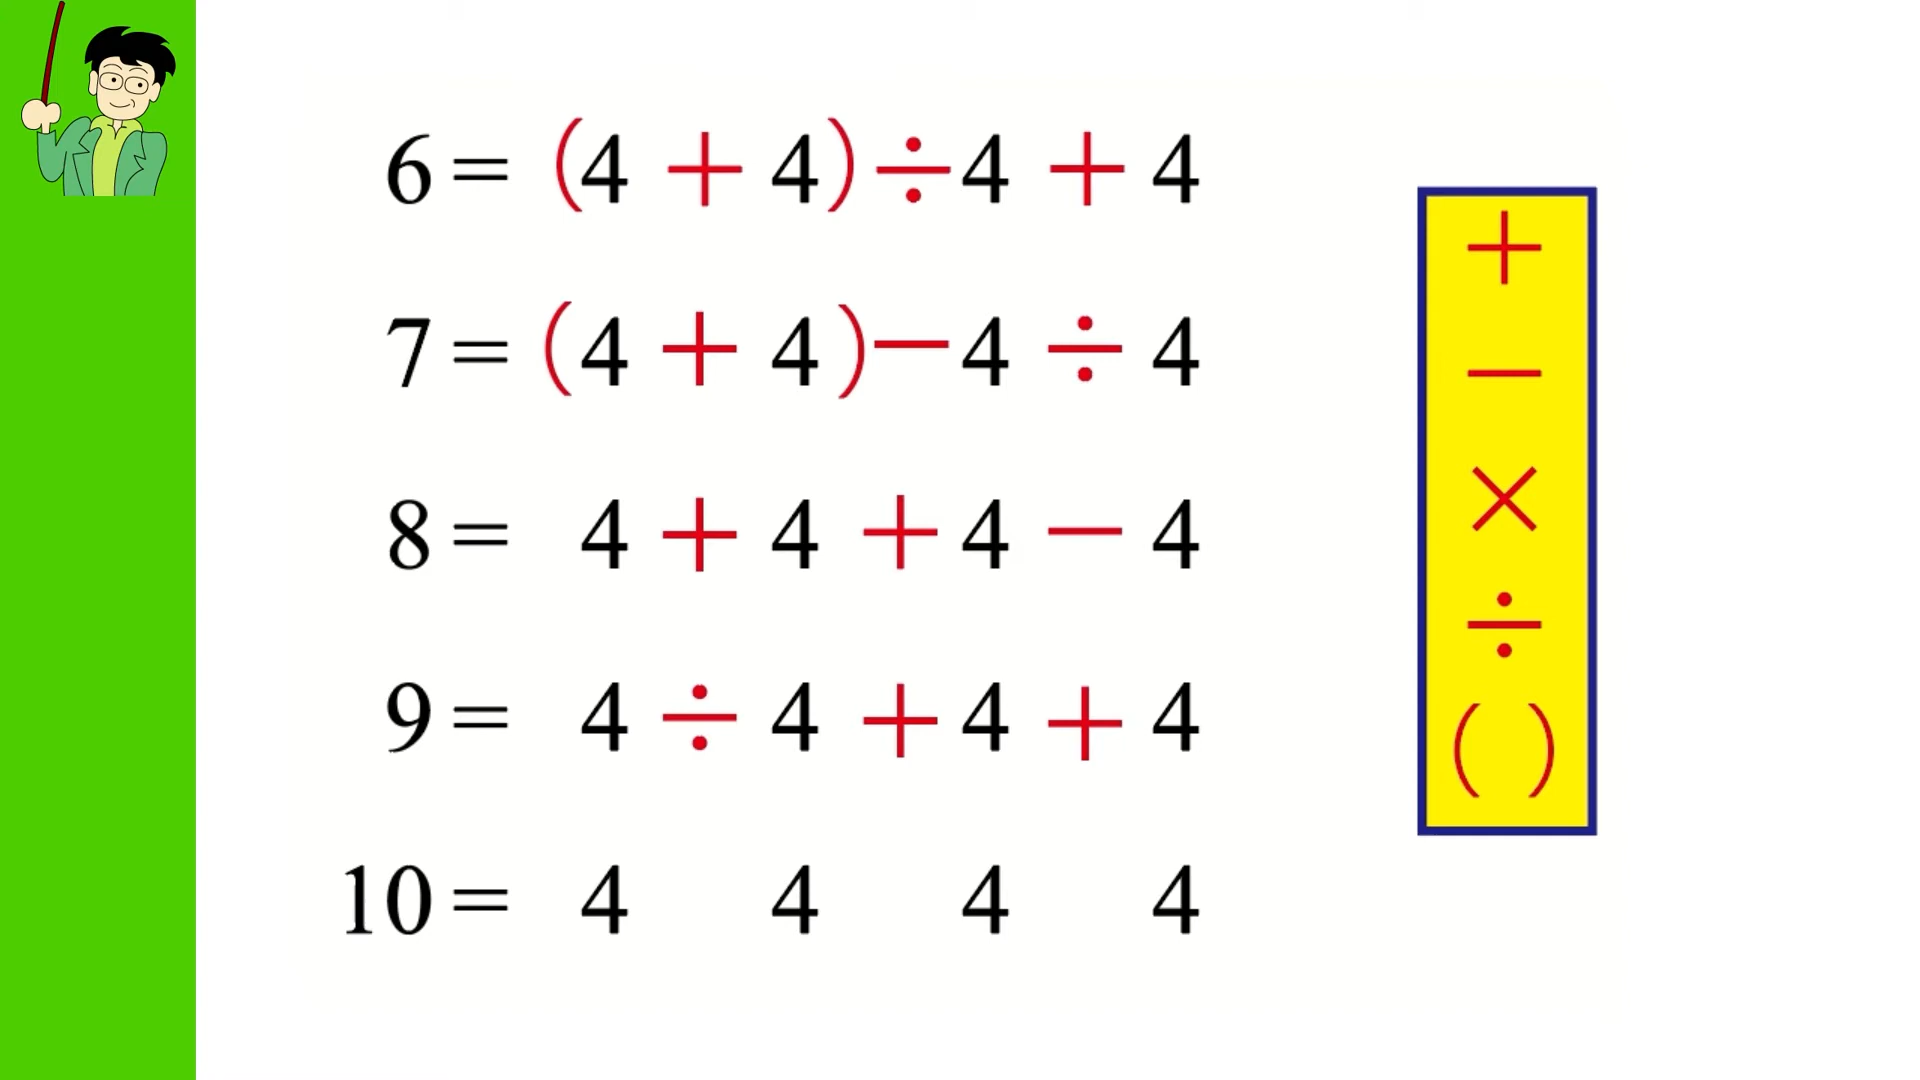 6 = (4 + 4) ÷ 4 + 4
7 = (4 + 4) − 4 ÷ 4
8 = 4 + 4 + 4 − 4
9 = 4 ÷ 4 + 4 + 4
10 = 4 4 4 4
+
−
×
÷
( )